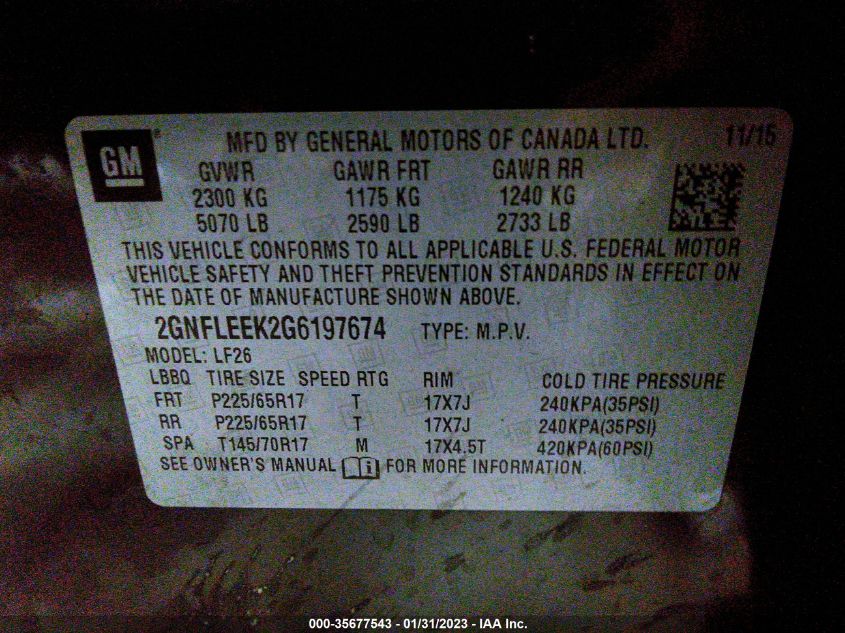 GM
®
MFD BY GENERAL MOTORS OF CANADA LTD. 11/15
GVWR GAWR FRT GAWR RR
2300 KG 1175 KG 1240 KG
5070 LB 2590 LB 2733 LB
THIS VEHICLE CONFORMS TO ALL APPLICABLE U.S. FEDERAL MOTOR
VEHICLE SAFETY AND THEFT PREVENTION STANDARDS IN EFFECT ON
THE DATE OF MANUFACTURE SHOWN ABOVE.
2GNFLEEK2G6197674 TYPE: M.P.V.
MODEL: LF26
LBBQ TIRE SIZE SPEED RTG RIM COLD TIRE PRESSURE
FRT P225/65R17 T 17X7J 240KPA(35PSI)
RR P225/65R17 T 17X7J 240KPA(35PSI)
SPA T145/70R17 M 17X4.5T 420KPA(60PSI)
SEE OWNER'S MANUAL FOR MORE INFORMATION.
000-35677543 - 01/31/2023 - IAA Inc.